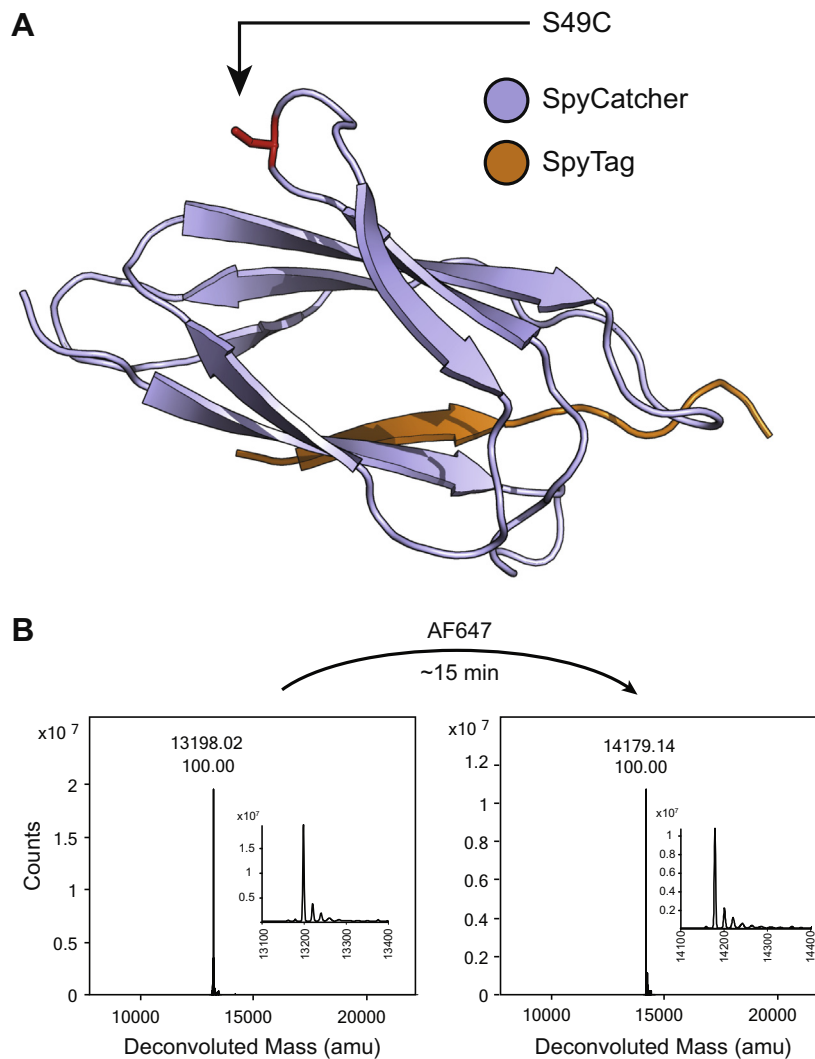 A
S49C
SpyCatcher
SpyTag
B
AF647
~15 min
x10 7
13198.02
100.00
2
1.5
1
0.5
0
Counts
10000
15000
20000
Deconvoluted Mass (amu)
x10⁷
1.5
1
0.5
13100
13200
13300
13400
x10 7
14179.14
100.00
1.2
1
0.8
0.6
0.4
0.2
0
10000
15000
20000
Deconvoluted Mass (amu)
x10⁷
1
0.8
0.6
0.4
0.2
14100
14200
14300
14400